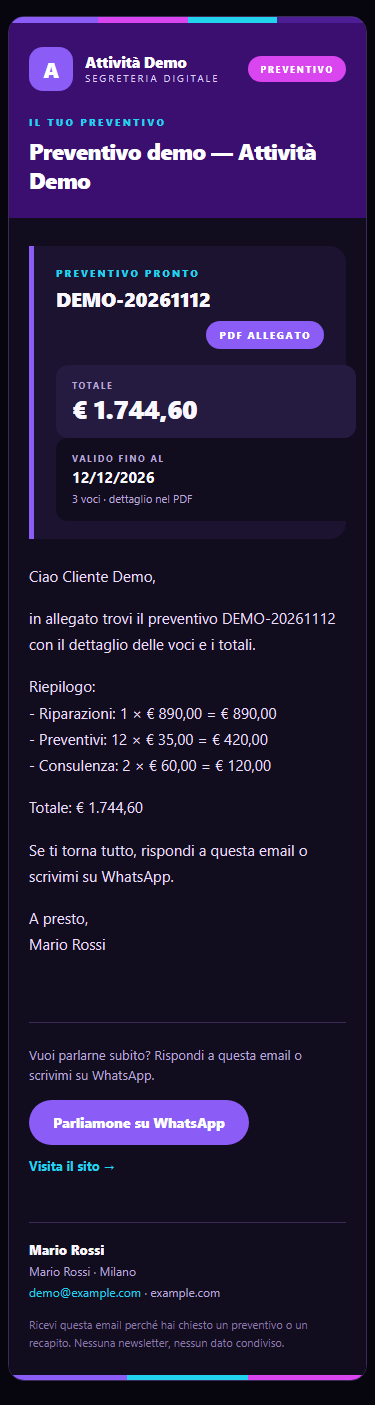 A
Attività Demo
SEGRETERIA DIGITALE
PREVENTIVO
IL TUO PREVENTIVO
Preventivo demo — Attività
Demo
PREVENTIVO PRONTO
DEMO-20261112
PDF ALLEGATO
TOTALE
€ 1.744,60
VALIDO FINO AL
12/12/2026
3 voci · dettaglio nel PDF
Ciao Cliente Demo,
in allegato trovi il preventivo DEMO-20261112
con il dettaglio delle voci e i totali.
Riepilogo:
- Riparazioni: 1 × € 890,00 = € 890,00
- Preventivi: 12 × € 35,00 = € 420,00
- Consulenza: 2 × € 60,00 = € 120,00
Totale: € 1.744,60
Se ti torna tutto, rispondi a questa email o
scrivimi su WhatsApp.
A presto,
Mario Rossi
Vuoi parlarne subito? Rispondi a questa email o
scrivimi su WhatsApp.
Parliamone su WhatsApp
Visita il sito →
Mario Rossi
Mario Rossi · Milano
demo@example.com · example.com
Ricevi questa email perché hai chiesto un preventivo o un
recapito. Nessuna newsletter, nessun dato condiviso.